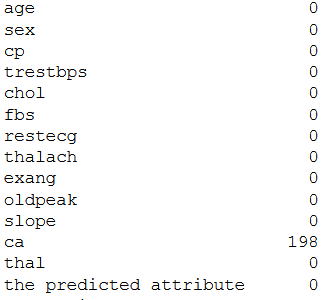 age 0
sex 0
cp 0
trestbps 0
chol 0
fbs 0
restecg 0
thalach 0
exang 0
oldpeak 0
slope 0
ca 198
thal 0
the predicted attribute 0